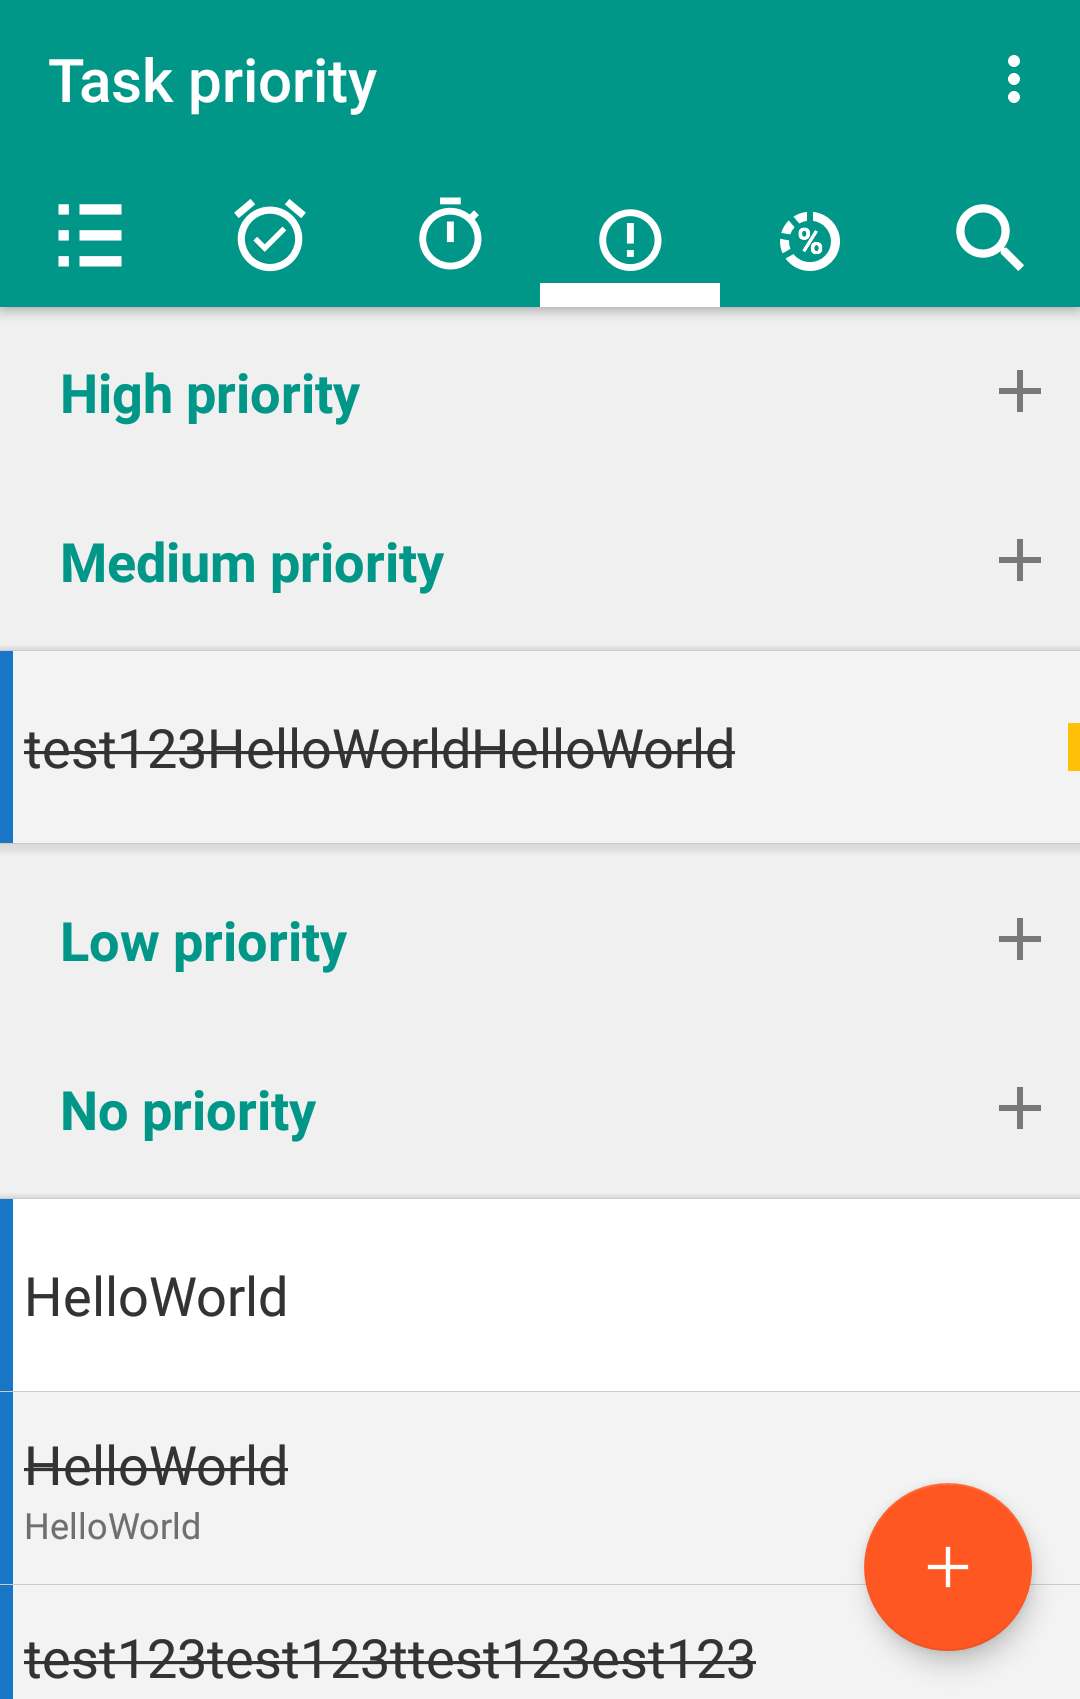 Task priority
%
High priority
Medium priority
test123HelloWorldHelloWorld
Low priority
No priority
HelloWorld
HelloWorld
HelloWorld
test123test123ttest123est123